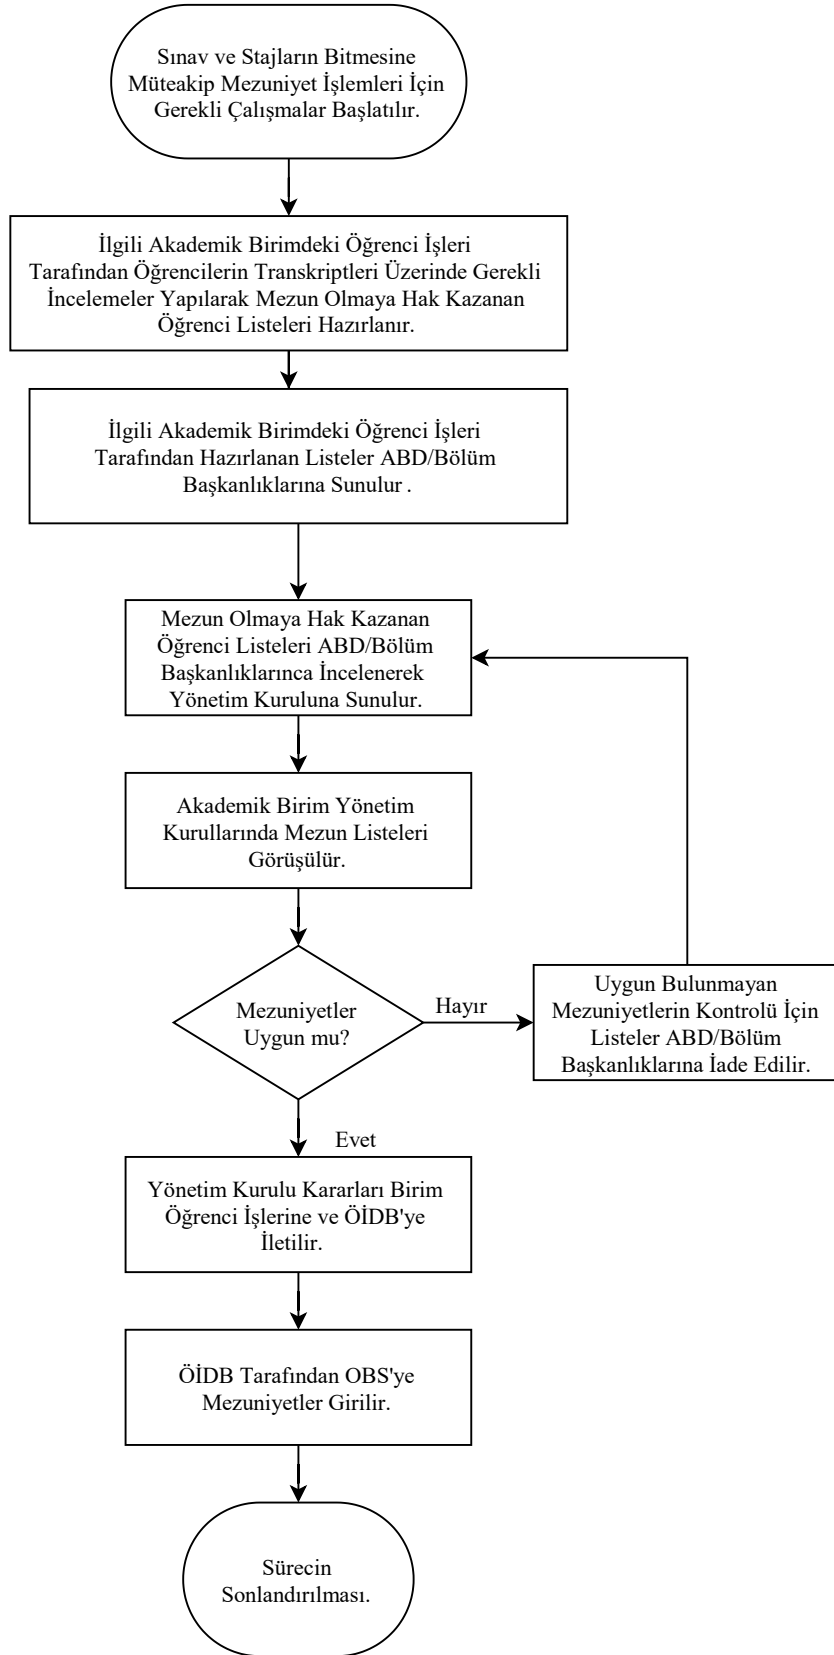 Sınav ve Stajların Bitmesine
Müteakip Mezuniyet İşlemleri İçin
Gerekli Çalışmalar Başlatılır.
İlgili Akademik Birimdeki Öğrenci İşleri
Tarafından Öğrencilerin Transkriptleri Üzerinde Gerekli
İncelemeler Yapılarak Mezun Olmaya Hak Kazanan
Öğrenci Listeleri Hazırlanır.
İlgili Akademik Birimdeki Öğrenci İşleri
Tarafından Hazırlanan Listeler ABD/Bölüm
Başkanlıklarına Sunulur .
Mezun Olmaya Hak Kazanan
Öğrenci Listeleri ABD/Bölüm
Başkanlıklarınca İncelenerek
Yönetim Kuruluna Sunulur.
Akademik Birim Yönetim
Kurullarında Mezun Listeleri
Görüşülür.
Mezuniyetler
Uygun mu?
Hayır
Uygun Bulunmayan
Mezuniyetlerin Kontrolü İçin
Listeler ABD/Bölüm
Başkanlıklarına İade Edilir.
Evet
Yönetim Kurulu Kararları Birim
Öğrenci İşlerine ve ÖİDB'ye
İletilir.
ÖİDB Tarafından OBS'ye
Mezuniyetler Girilir.
Sürecin
Sonlandırılması.